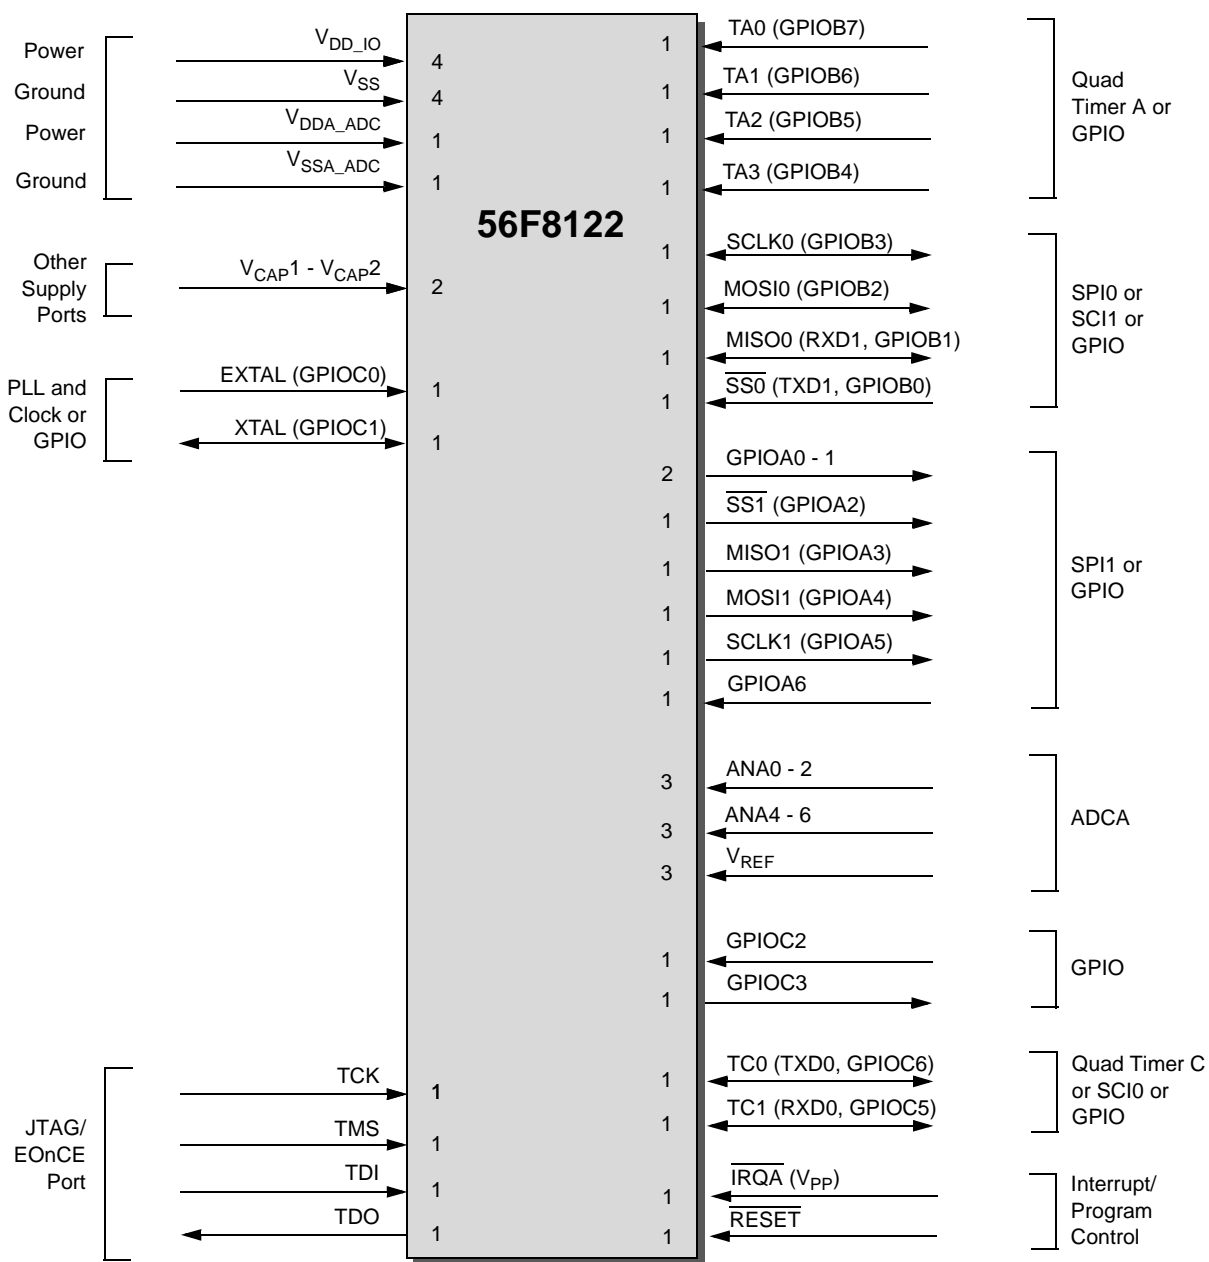 56F8122
Power
V_DD_IO
4
Ground
V_SS
4
Power
V_DDA_ADC
1
Ground
V_SSA_ADC
1
Other
Supply
Ports
V_CAP1 - V_CAP2
2
PLL and
Clock or
GPIO
EXTAL (GPIOC0)
1
XTAL (GPIOC1)
1
JTAG/
EOnCE
Port
TCK
1
TMS
1
TDI
1
TDO
1
1
TA0 (GPIOB7)
1
TA1 (GPIOB6)
1
TA2 (GPIOB5)
1
TA3 (GPIOB4)
Quad
Timer A or
GPIO
1
SCLK0 (GPIOB3)
1
MOSI0 (GPIOB2)
1
MISO0 (RXD1, GPIOB1)
1
S̅S̅0̅ (TXD1, GPIOB0)
SPI0 or
SCI1 or
GPIO
2
GPIOA0 - 1
1
S̅S̅1̅ (GPIOA2)
1
MISO1 (GPIOA3)
1
MOSI1 (GPIOA4)
1
SCLK1 (GPIOA5)
1
GPIOA6
SPI1 or
GPIO
3
ANA0 - 2
3
ANA4 - 6
3
V_REF
ADCA
1
GPIOC2
1
GPIOC3
GPIO
1
TC0 (TXD0, GPIOC6)
1
TC1 (RXD0, GPIOC5)
Quad Timer C
or SCI0 or
GPIO
1
I̅R̅Q̅A̅ (V_PP)
1
R̅E̅S̅E̅T̅
Interrupt/
Program
Control